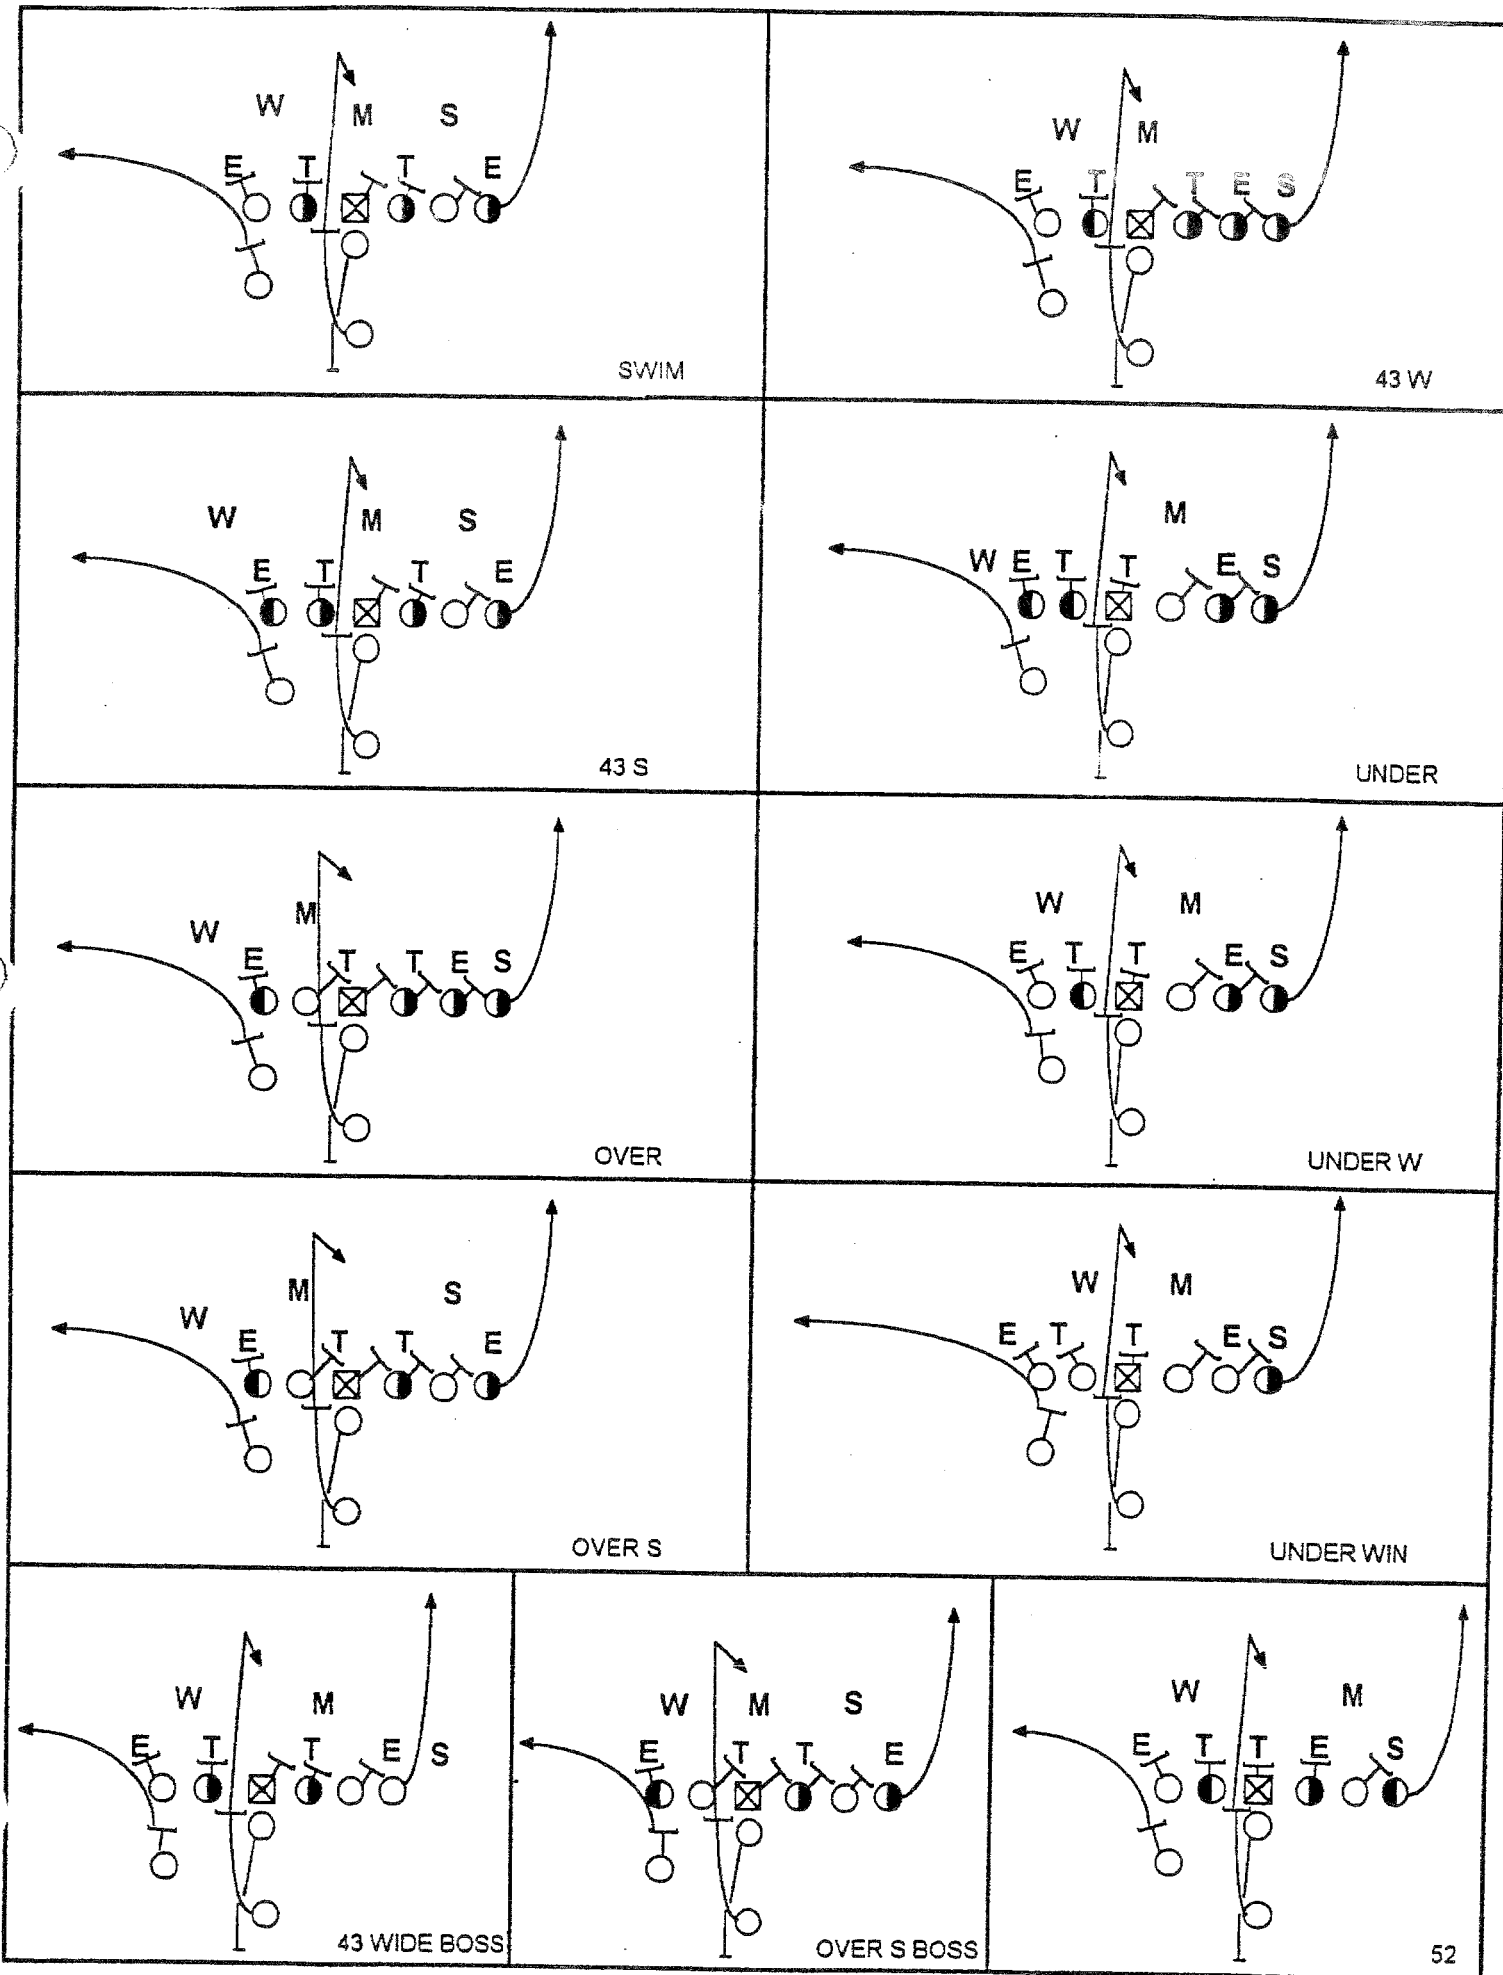 W M S
E T T E
SWIM
W M
E T T E S
43 W
W M S
E T T E
43 S
M
W E T T E S
UNDER
M
W
E T T E S
OVER
W M
E T T E S
UNDER W
M S
W
E T T E
OVER S
W M
E T T E S
UNDER WIN
W M
E T T E S
43 WIDE BOSS
W M S
E T T E
OVER S BOSS
W M
E T T E S
52